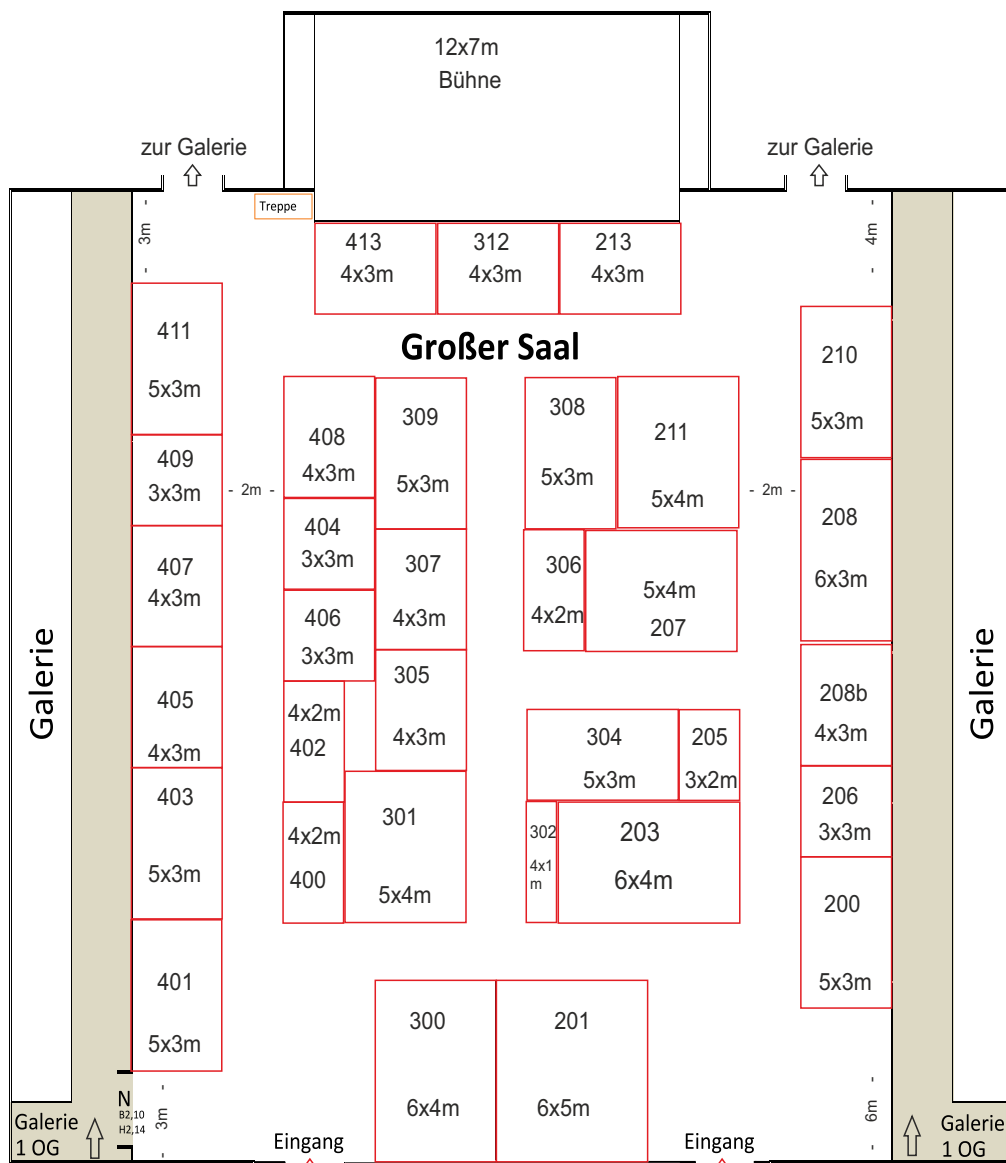 12x7m
Bühne
zur Galerie
zur Galerie
Treppe
3m
4m
413
4x3m
312
4x3m
213
4x3m
Großer Saal
411
5x3m
409
3x3m
407
4x3m
405
4x3m
403
5x3m
401
5x3m
- 2m -
408
4x3m
404
3x3m
406
3x3m
4x2m
402
4x2m
400
309
5x3m
307
4x3m
305
4x3m
301
5x4m
308
5x3m
211
5x4m
306
4x2m
5x4m
207
304
5x3m
205
3x2m
302
4x1
m
203
6x4m
- 2m -
210
5x3m
208
6x3m
208b
4x3m
206
3x3m
200
5x3m
300
6x4m
201
6x5m
Galerie
Galerie
N
B2,10
H2,14
3m
6m
Galerie
1 OG
Eingang
Eingang
Galerie
1 OG